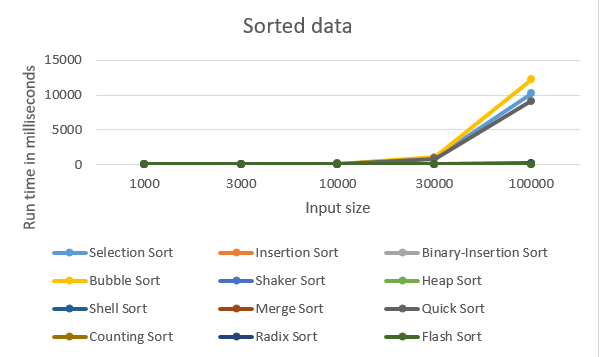 Sorted data
15000
10000
5000
0
Run time in milliseconds
1000 3000 10000 30000 100000
Input size
Selection Sort Insertion Sort Binary-Insertion Sort
Bubble Sort Shaker Sort Heap Sort
Shell Sort Merge Sort Quick Sort
Counting Sort Radix Sort Flash Sort